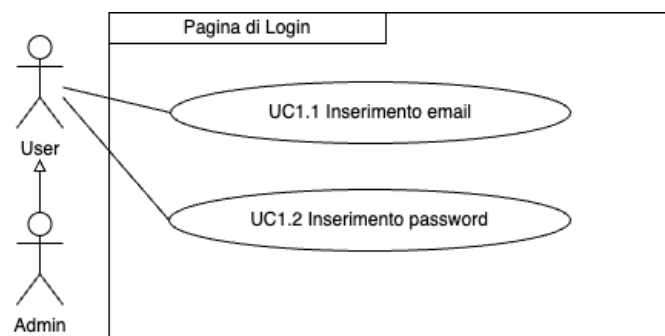 Pagina di Login
UC1.1 Inserimento email
User
UC1.2 Inserimento password
Admin